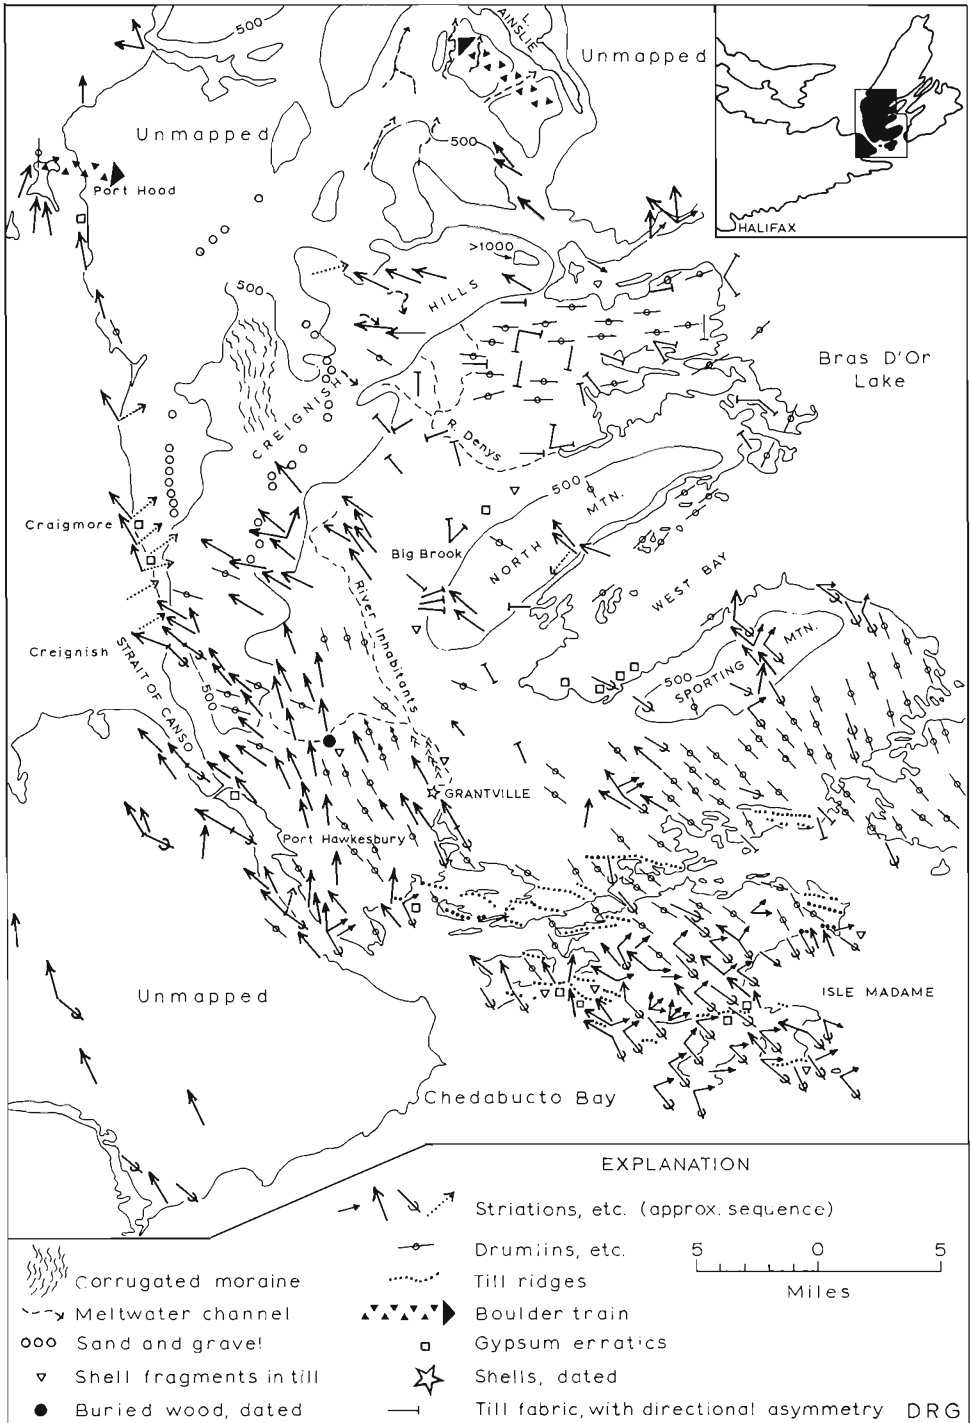 500
L. AINSLIE
Unmapped
Unmapped
500
HALIFAX
Port Hood
>1000
HILLS
500
Bras D'Or
Lake
CREIGNISH
R. Denys
500
MTN.
NORTH
Craigmore
Big Brook
WEST BAY
River Inhabitants
Creignish
STRAIT OF CANSO
500
MTN.
500
SPORTING
GRANTVILLE
Port Hawkesbury
Unmapped
ISLE MADAME
Chedabucto Bay
EXPLANATION
Striations, etc. (approx. sequence)
Drumlins, etc.
5 0 5
Miles
Corrugated moraine
Till ridges
Meltwater channel
Boulder train
Sand and gravel
Gypsum erratics
Shell fragments in till
Shells, dated
Buried wood, dated
Till fabric, with directional asymmetry
DRG